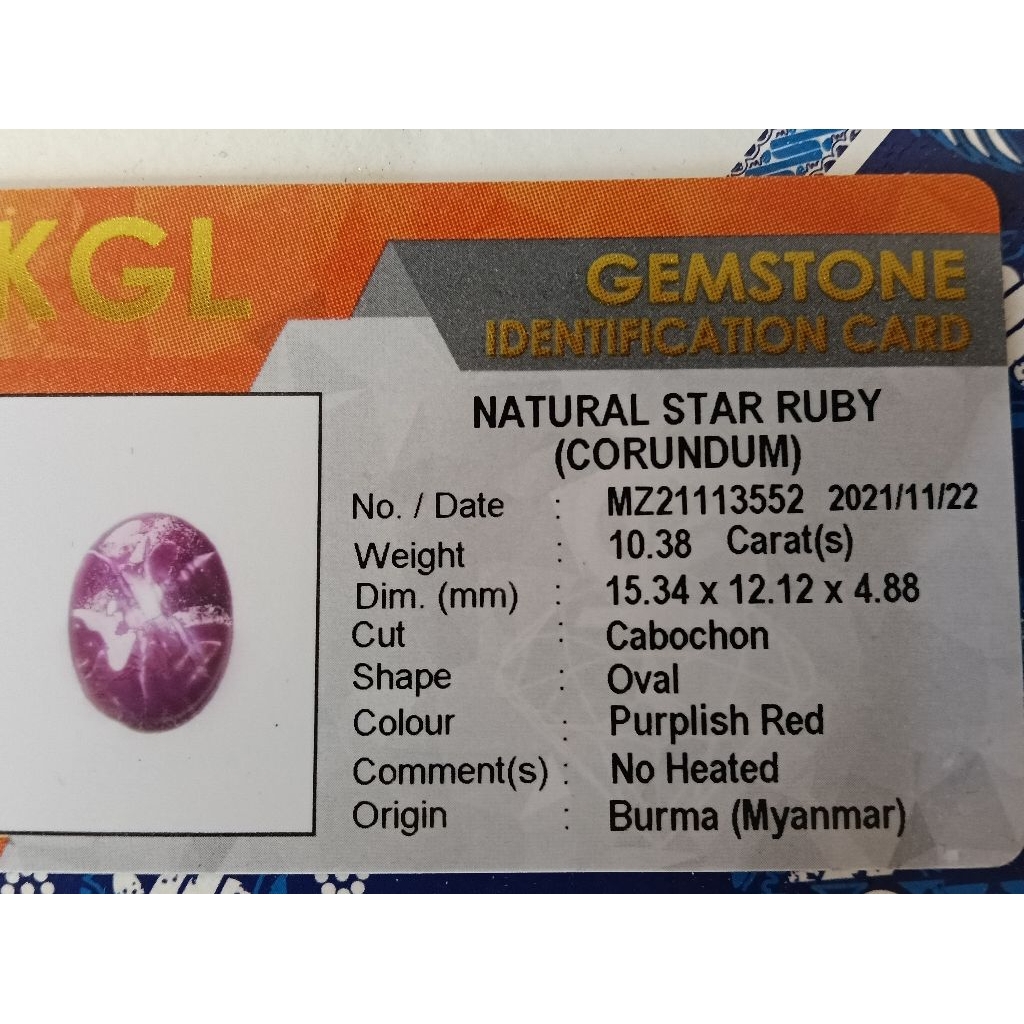 KGL
GEMSTONE
IDENTIFICATION CARD
NATURAL STAR RUBY
(CORUNDUM)
No. / Date : MZ21113552 2021/11/22
Weight : 10.38 Carat(s)
Dim. (mm) : 15.34 x 12.12 x 4.88
Cut : Cabochon
Shape : Oval
Colour : Purplish Red
Comment(s) : No Heated
Origin : Burma (Myanmar)